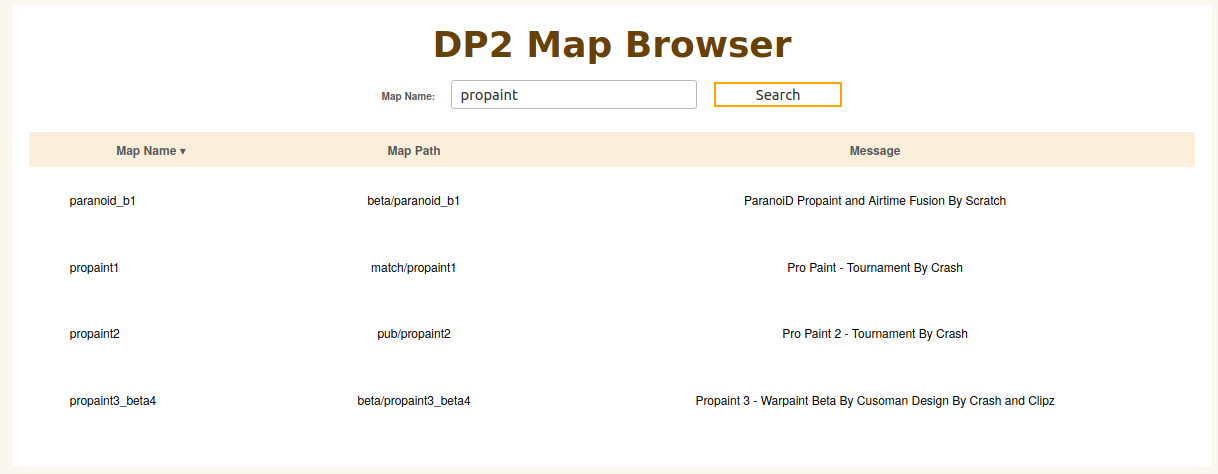 DP2 Map Browser
Map Name: propaint Search
Map Name ▾ Map Path Message
paranoid_b1 beta/paranoid_b1 ParanoiD Propaint and Airtime Fusion By Scratch
propaint1 match/propaint1 Pro Paint - Tournament By Crash
propaint2 pub/propaint2 Pro Paint 2 - Tournament By Crash
propaint3_beta4 beta/propaint3_beta4 Propaint 3 - Warpaint Beta By Cusoman Design By Crash and Clipz